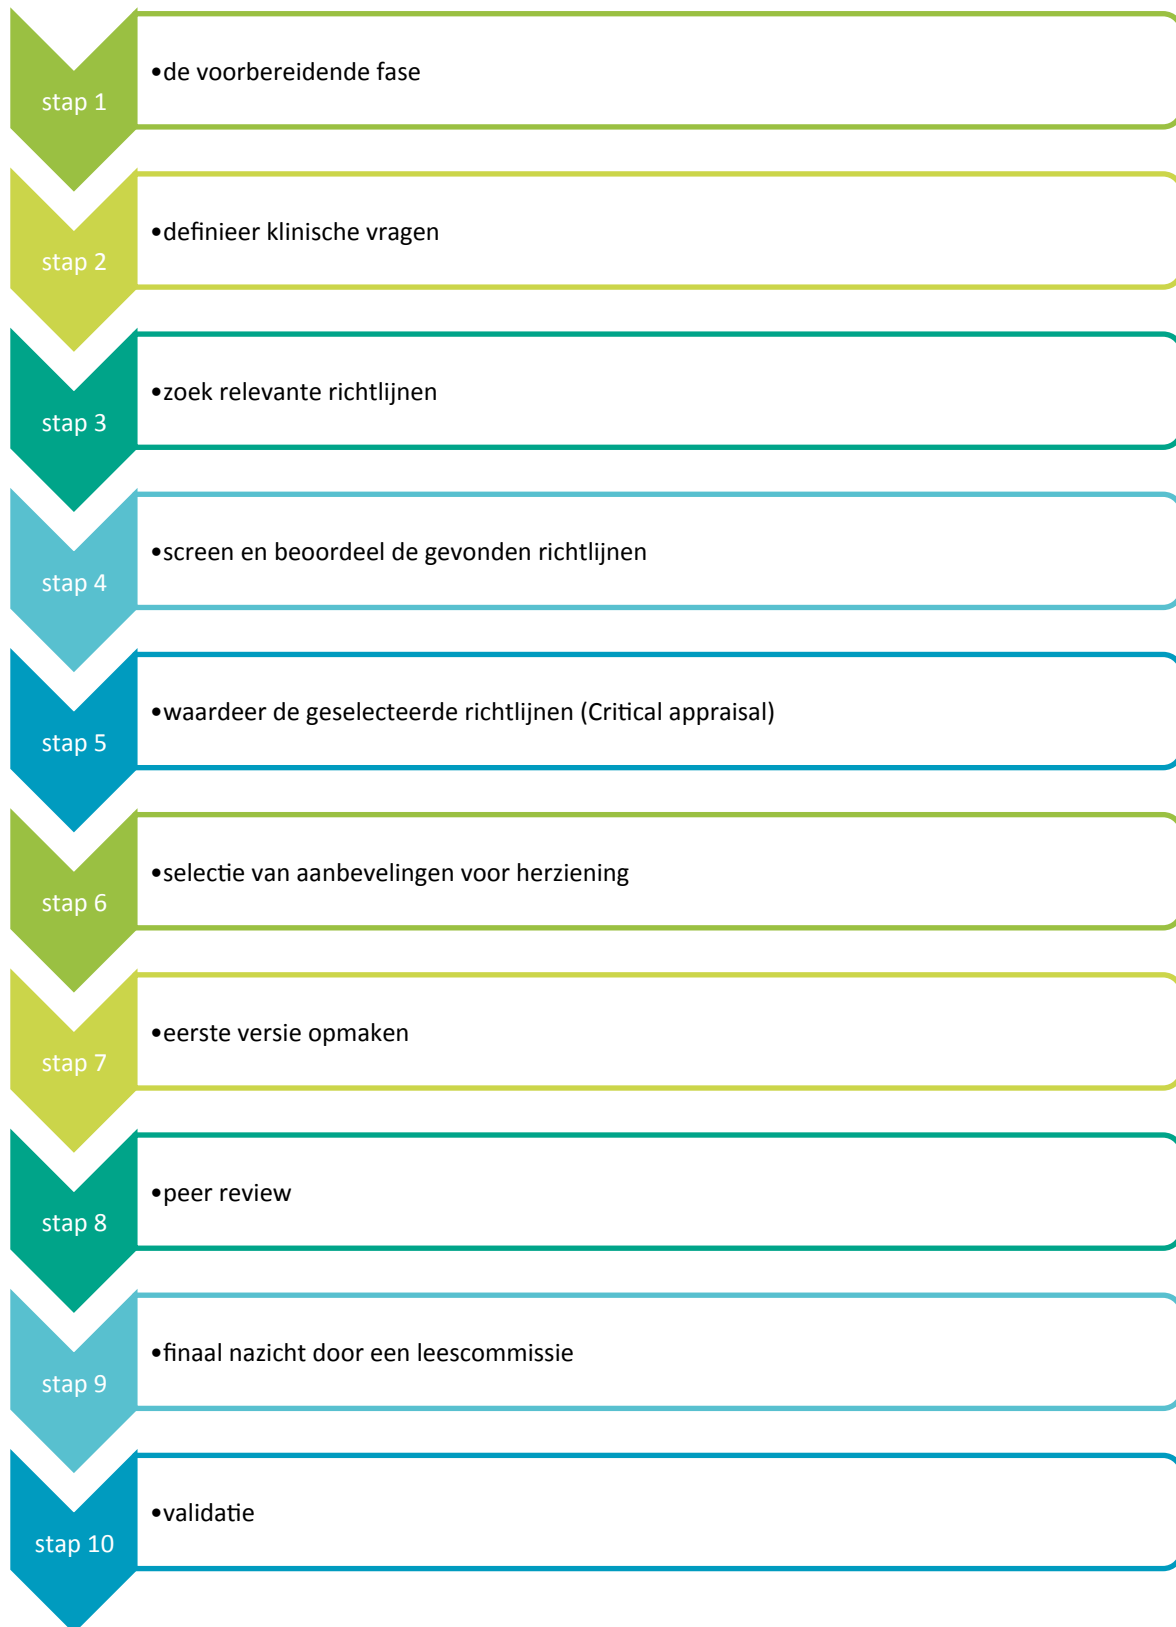 stap 1
•de voorbereidende fase
stap 2
•definieer klinische vragen
stap 3
•zoek relevante richtlijnen
stap 4
•screen en beoordeel de gevonden richtlijnen
stap 5
•waardeer de geselecteerde richtlijnen (Critical appraisal)
stap 6
•selectie van aanbevelingen voor herziening
stap 7
•eerste versie opmaken
stap 8
•peer review
stap 9
•finaal nazicht door een leescommissie
stap 10
•validatie